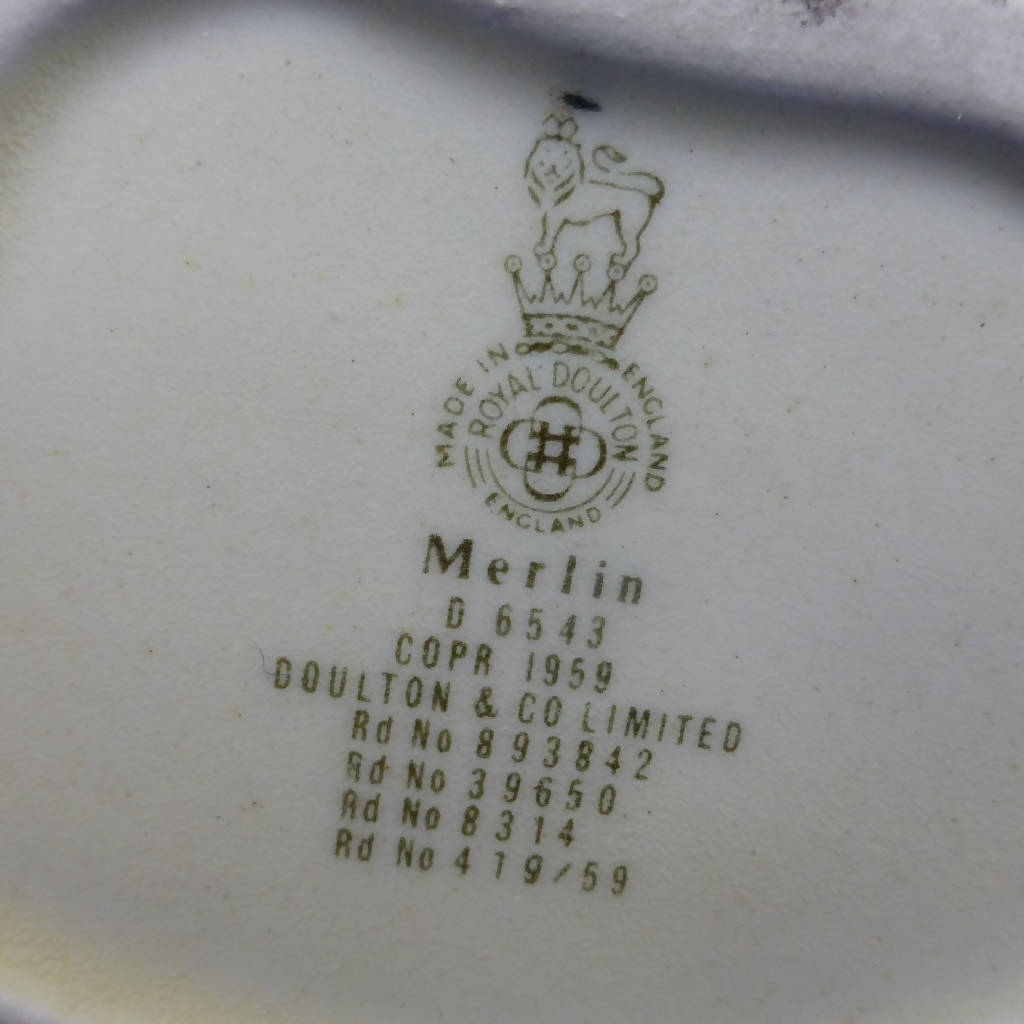 MADE IN ENGLAND
ROYAL DOULTON
ENGLAND
Merlin
D 6543
COPR 1959
DOULTON & CO LIMITED
Rd No 893842
Rd No 39650
Rd No 8314
Rd No 419/59